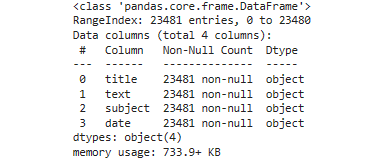 <class 'pandas.core.frame.DataFrame'>
RangeIndex: 23481 entries, 0 to 23480
Data columns (total 4 columns):
 #   Column   Non-Null Count  Dtype
---  ------   --------------  -----
 0   title    23481 non-null  object
 1   text     23481 non-null  object
 2   subject  23481 non-null  object
 3   date     23481 non-null  object
dtypes: object(4)
memory usage: 733.9+ KB